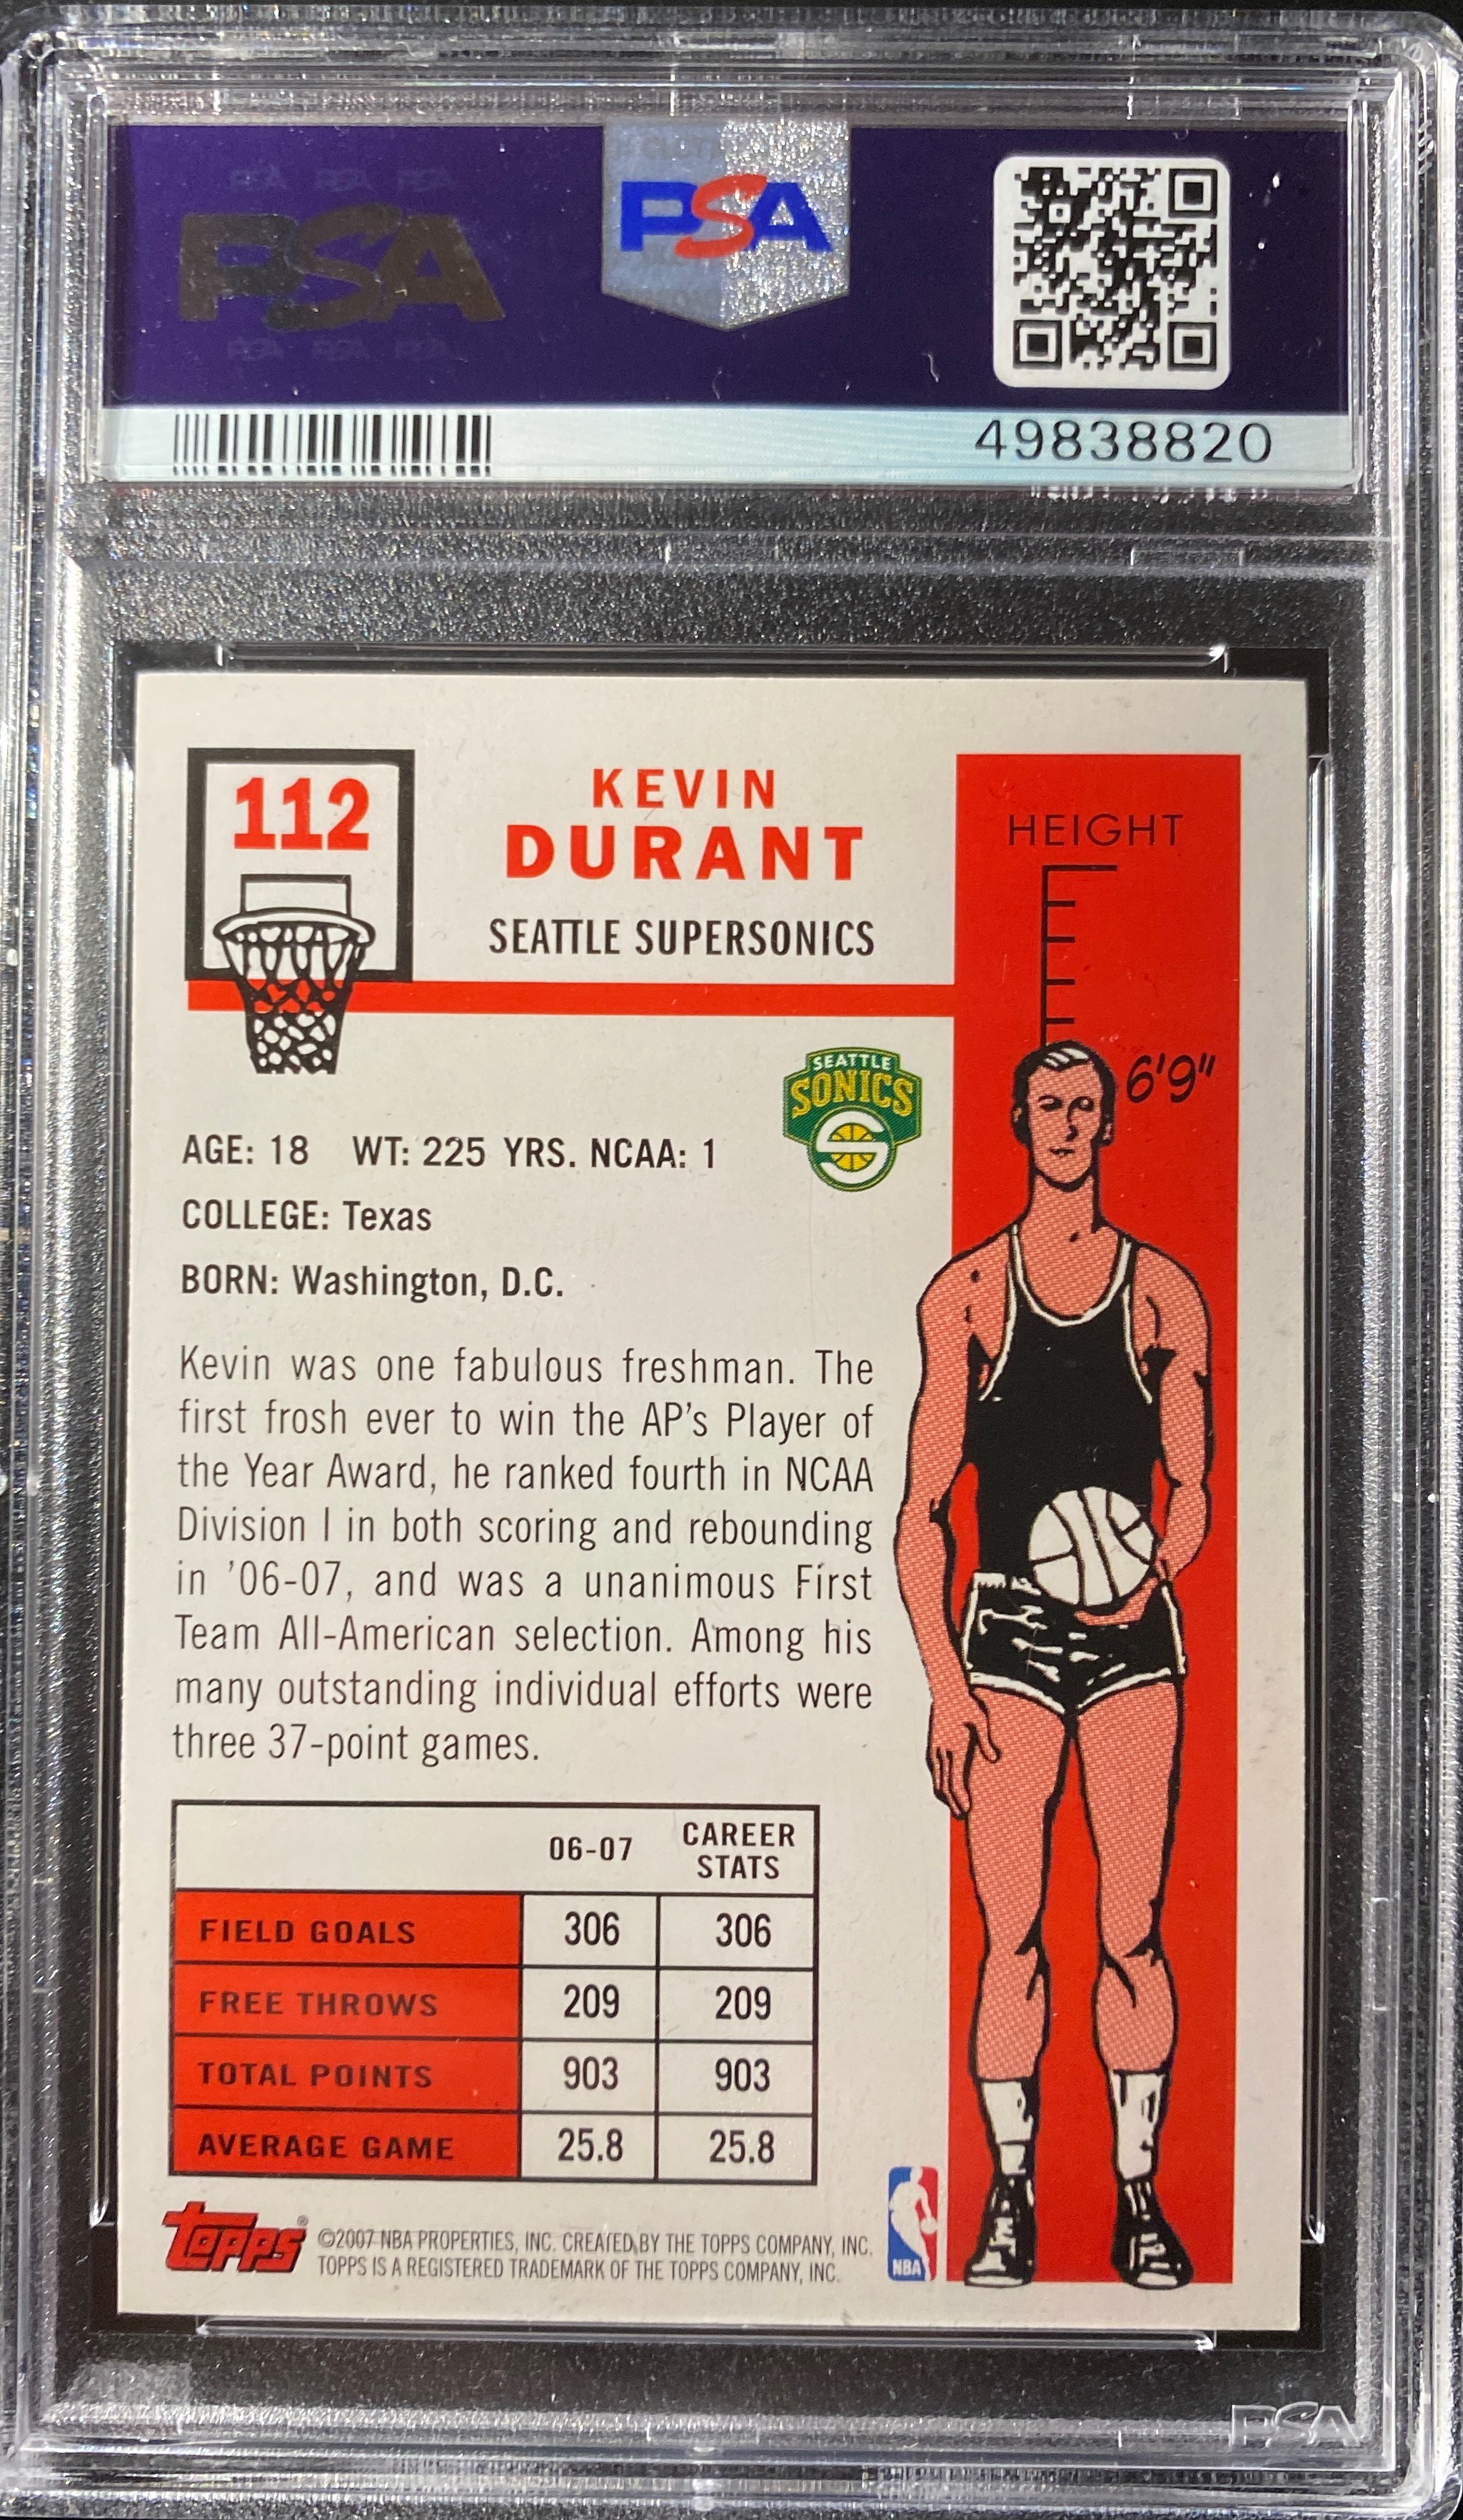 PSA PSA PSA
PSA
PSA PSA PSA
PSA
49838820
112
KEVIN
DURANT
SEATTLE SUPERSONICS
HEIGHT
6'9"
SEATTLE
SONICS
AGE: 18 WT: 225 YRS. NCAA: 1
COLLEGE: Texas
BORN: Washington, D.C.
Kevin was one fabulous freshman. The
first frosh ever to win the AP's Player of
the Year Award, he ranked fourth in NCAA
Division I in both scoring and rebounding
in '06-07, and was a unanimous First
Team All-American selection. Among his
many outstanding individual efforts were
three 37-point games.
06-07 CAREER STATS
FIELD GOALS 306 306
FREE THROWS 209 209
TOTAL POINTS 903 903
AVERAGE GAME 25.8 25.8
Topps®
©2007 NBA PROPERTIES, INC. CREATED BY THE TOPPS COMPANY, INC.
TOPPS IS A REGISTERED TRADEMARK OF THE TOPPS COMPANY, INC.
NBA
PSA